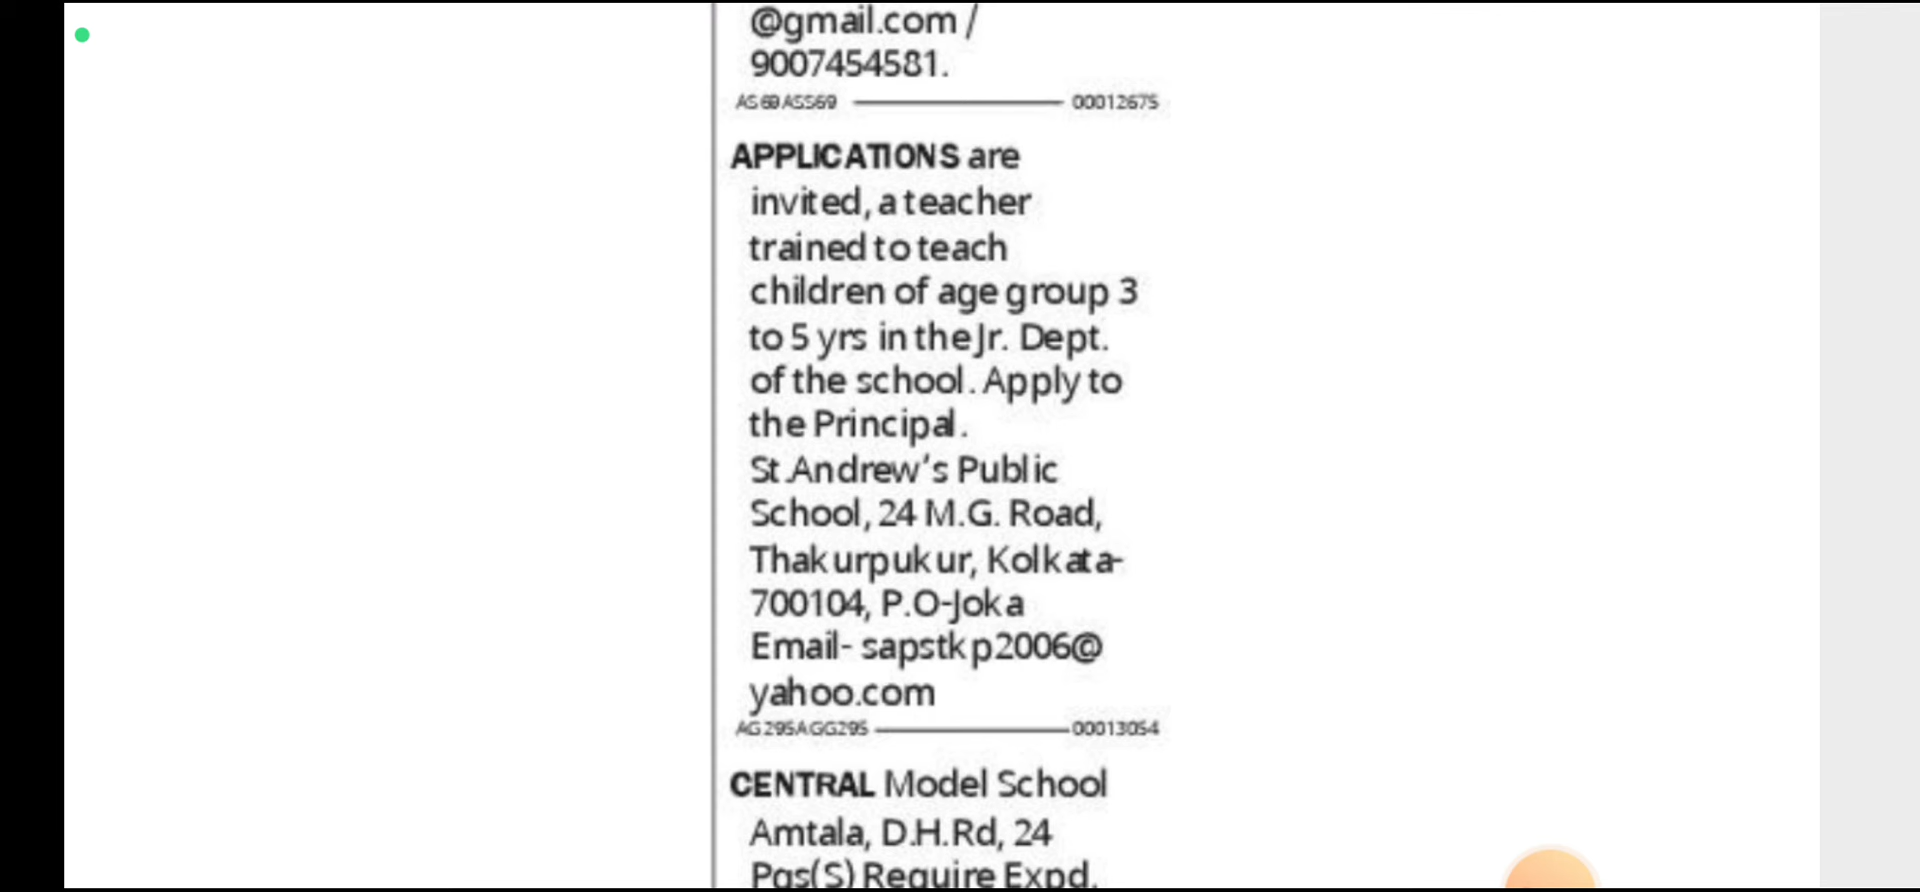 @gmail.com /
9007454581.
AS69ASS69 00012675
APPLICATIONS are
invited, a teacher
trained to teach
children of age group 3
to 5 yrs in the Jr. Dept.
of the school. Apply to
the Principal.
St.Andrew's Public
School, 24 M.G. Road,
Thakurpukur, Kolkata-
700104, P.O-Joka
Email- sapstkp2006@
yahoo.com
AG295AGG295 00013054
CENTRAL Model School
Amtala, D.H.Rd, 24
Pgs(S) Require Expd.